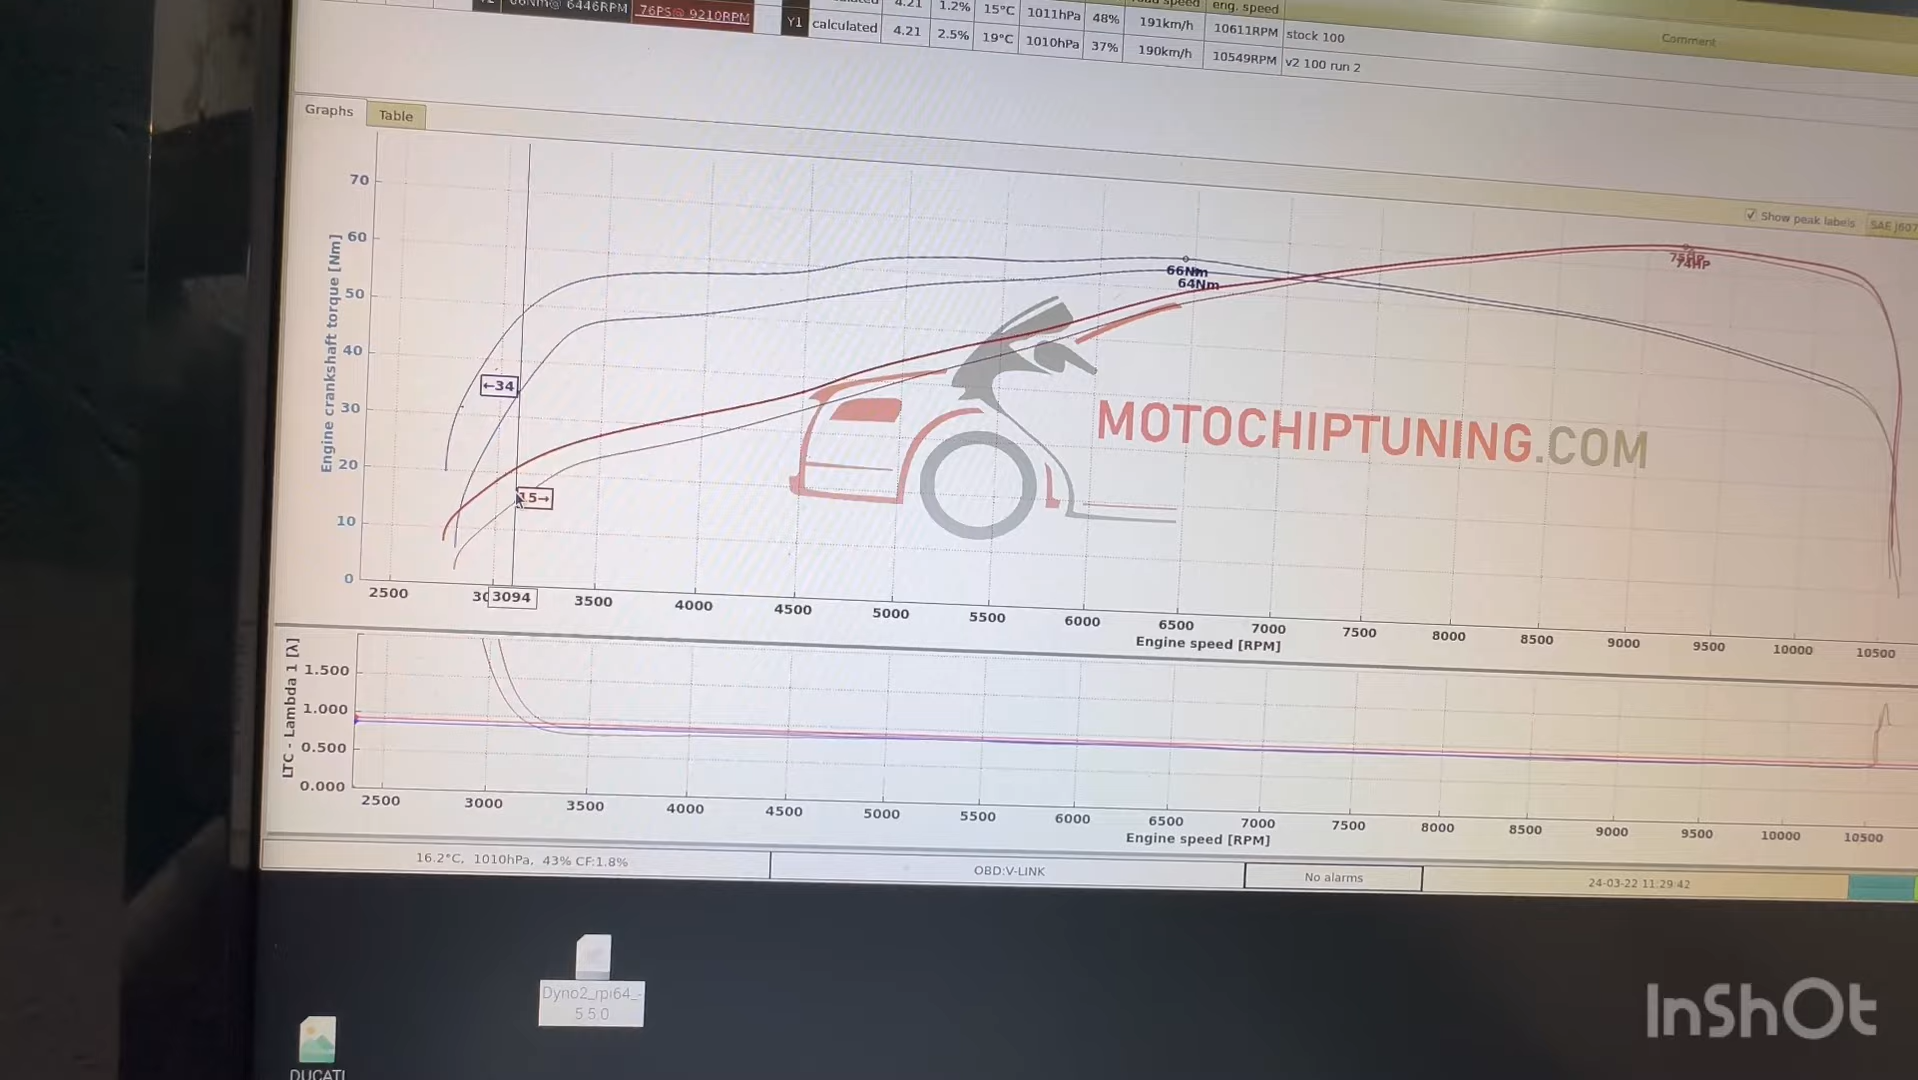 66Nm@ 6446RPM 76PS@ 9210RPM
4.21 1.2% 15°C 1011hPa 48% 191km/h 10611RPM stock 100
eng. speed
Comment
Y1 calculated 4.21 2.5% 19°C 1010hPa 37% 190km/h 10549RPM v2 100 run 2
Graphs Table
Show peak labels
SAE J607
Engine crankshaft torque [Nm]
70
60
50
40
30
20
10
0
66Nm
64Nm
74HP
←34
15→
MOTOCHIPTUNING.COM
2500 3094 3500 4000 4500 5000 5500 6000 6500 7000 7500 8000 8500 9000 9500 10000 10500
Engine speed [RPM]
LTC - Lambda 1 [λ]
1.500
1.000
0.500
0.000
2500 3000 3500 4000 4500 5000 5500 6000 6500 7000 7500 8000 8500 9000 9500 10000 10500
Engine speed [RPM]
16.2°C, 1010hPa, 43% CF:1.8%
OBD:V-LINK
No alarms
24-03-22 11:29:42
Dyno2_rpi64_-
5.5.0
DUCATI
InShOt